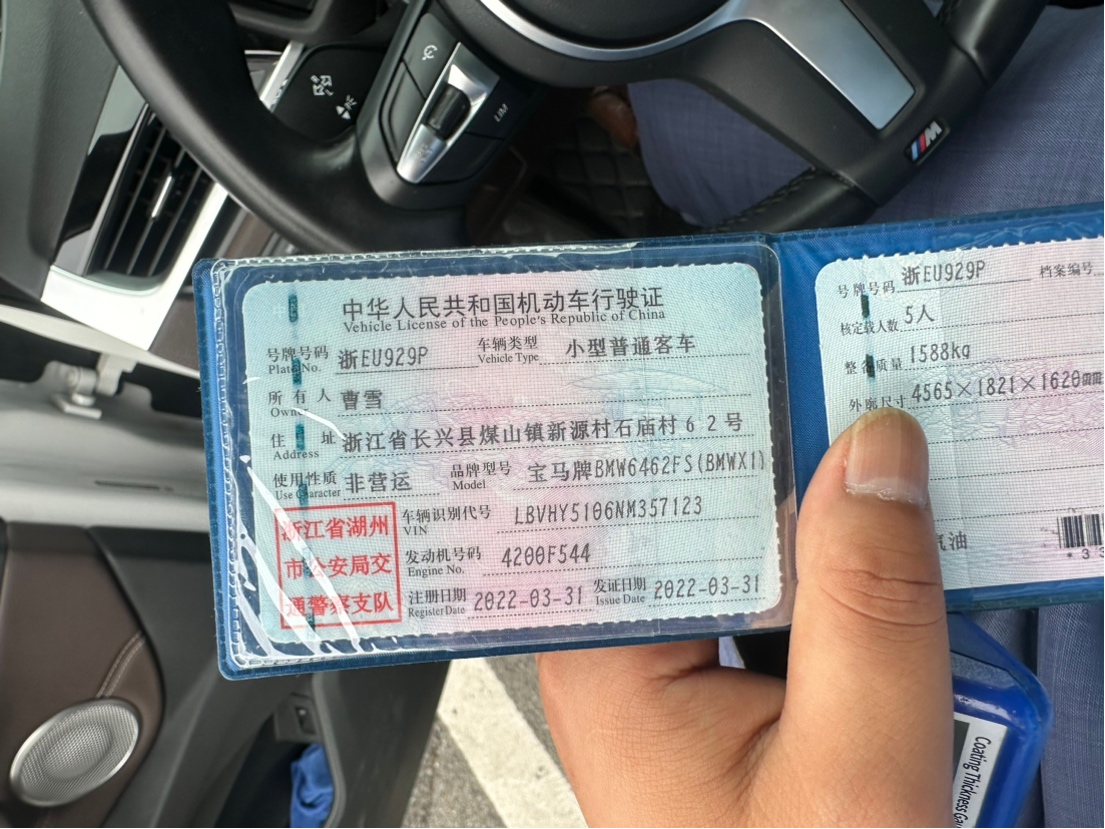 LIM
M
中华人民共和国机动车行驶证
Vehicle License of the People's Republic of China
号牌号码 浙EU929P 车辆类型 小型普通客车
Plate No. Vehicle Type
所有人 曹雪
Owner
住址 浙江省长兴县煤山镇新源村石庙村62号
Address
使用性质 非营运 品牌型号 宝马牌BMW6462FS(BMWX1)
Use Character Model
浙江省湖州
市公安局交
通警察支队
车辆识别代号 LBVHY5106NM357123
VIN
发动机号码 4200F544
Engine No.
注册日期 2022-03-31 发证日期 2022-03-31
Register Date Issue Date
号牌号码 浙EU929P 档案编号
核定载人数 5人
整备质量 1588kg
外廓尺寸 4565×1821×1620mm
汽油
Coating Thickness